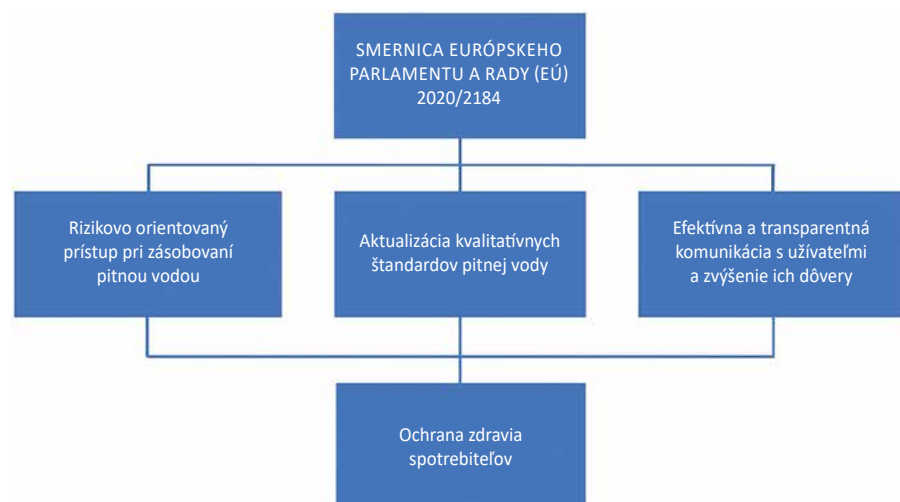 SMERNICA EURÓPSKEHO
PARLAMENTU A RADY (EÚ)
2020/2184
Rizikovo orientovaný
prístup pri zásobovaní
pitnou vodou
Aktualizácia kvalitatívnych
štandardov pitnej vody
Efektívna a transparentná
komunikácia s užívateľmi
a zvýšenie ich dôvery
Ochrana zdravia
spotrebiteľov